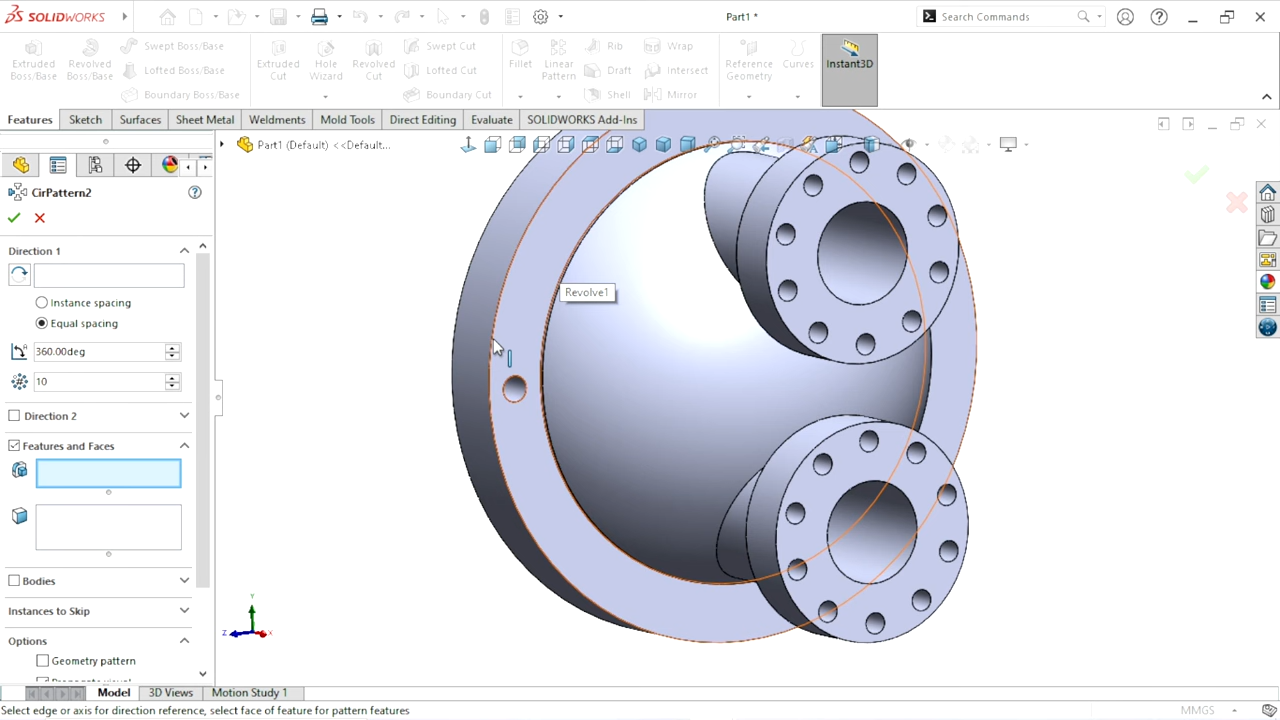 SOLIDWORKS
Part1 *
Search Commands
Extruded Boss/Base
Revolved Boss/Base
Swept Boss/Base
Lofted Boss/Base
Boundary Boss/Base
Extruded Cut
Hole Wizard
Revolved Cut
Swept Cut
Lofted Cut
Boundary Cut
Fillet
Linear Pattern
Rib
Draft
Shell
Wrap
Intersect
Mirror
Reference Geometry
Curves
Instant3D
Features
Sketch
Surfaces
Sheet Metal
Weldments
Mold Tools
Direct Editing
Evaluate
SOLIDWORKS Add-Ins
Part1 (Default) <<Default...
CirPattern2
Direction 1
Instance spacing
Equal spacing
360.00deg
10
Direction 2
Features and Faces
Bodies
Instances to Skip
Options
Geometry pattern
Revolve1
Y
Z
X
Model
3D Views
Motion Study 1
Select edge or axis for direction reference, select face of feature for pattern features
MMGS